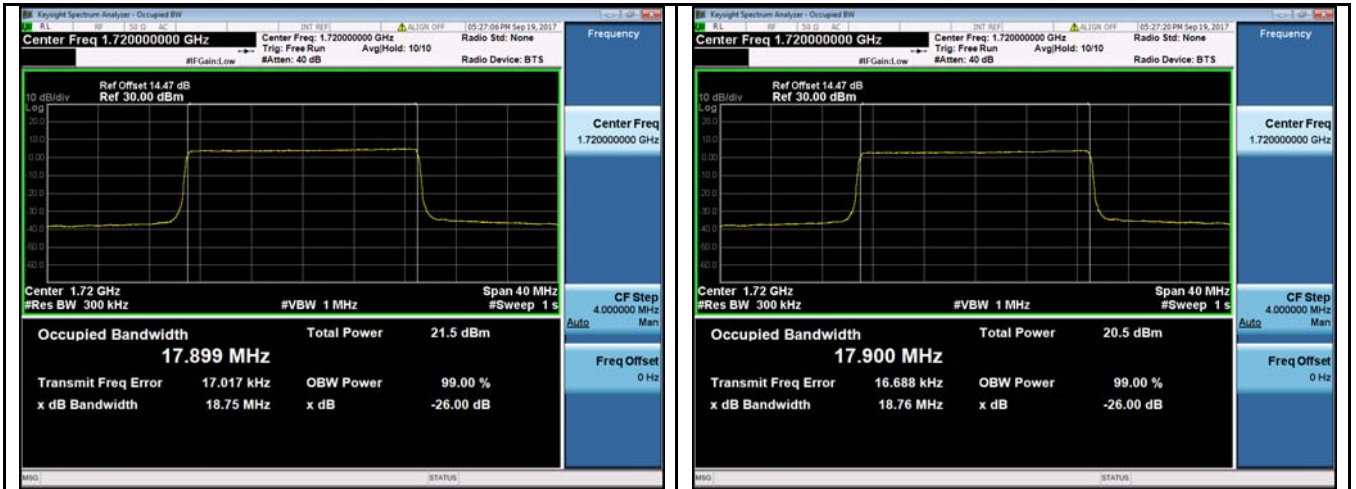 Keysight Spectrum Analyzer - Occupied BW
RL RF 50 Ω AC INT REF ALIGN OFF 05:27:06 PM Sep 19, 2017
Center Freq 1.720000000 GHz
Center Freq: 1.720000000 GHz
Radio Std: None
Trig: Free Run Avg|Hold: 10/10
#IFGain:Low #Atten: 40 dB
Radio Device: BTS
Ref Offset 14.47 dB
10 dB/div Ref 30.00 dBm
Log
20.0
10.0
0.00
-10.0
-20.0
-30.0
-40.0
-50.0
-60.0
Center 1.72 GHz Span 40 MHz
#Res BW 300 kHz #VBW 1 MHz #Sweep 1 s
Occupied Bandwidth Total Power 21.5 dBm
17.899 MHz
Transmit Freq Error 17.017 kHz OBW Power 99.00 %
x dB Bandwidth 18.75 MHz x dB -26.00 dB
Frequency
Center Freq
1.720000000 GHz
CF Step
4.000000 MHz
Auto Man
Freq Offset
0 Hz
MSG STATUS
Keysight Spectrum Analyzer - Occupied BW
RL RF 50 Ω AC INT REF ALIGN OFF 05:27:20 PM Sep 19, 2017
Center Freq 1.720000000 GHz
Center Freq: 1.720000000 GHz
Radio Std: None
Trig: Free Run Avg|Hold: 10/10
#IFGain:Low #Atten: 40 dB
Radio Device: BTS
Ref Offset 14.47 dB
10 dB/div Ref 30.00 dBm
Log
20.0
10.0
0.00
-10.0
-20.0
-30.0
-40.0
-50.0
-60.0
Center 1.72 GHz Span 40 MHz
#Res BW 300 kHz #VBW 1 MHz #Sweep 1 s
Occupied Bandwidth Total Power 20.5 dBm
17.900 MHz
Transmit Freq Error 16.688 kHz OBW Power 99.00 %
x dB Bandwidth 18.76 MHz x dB -26.00 dB
Frequency
Center Freq
1.720000000 GHz
CF Step
4.000000 MHz
Auto Man
Freq Offset
0 Hz
MSG STATUS